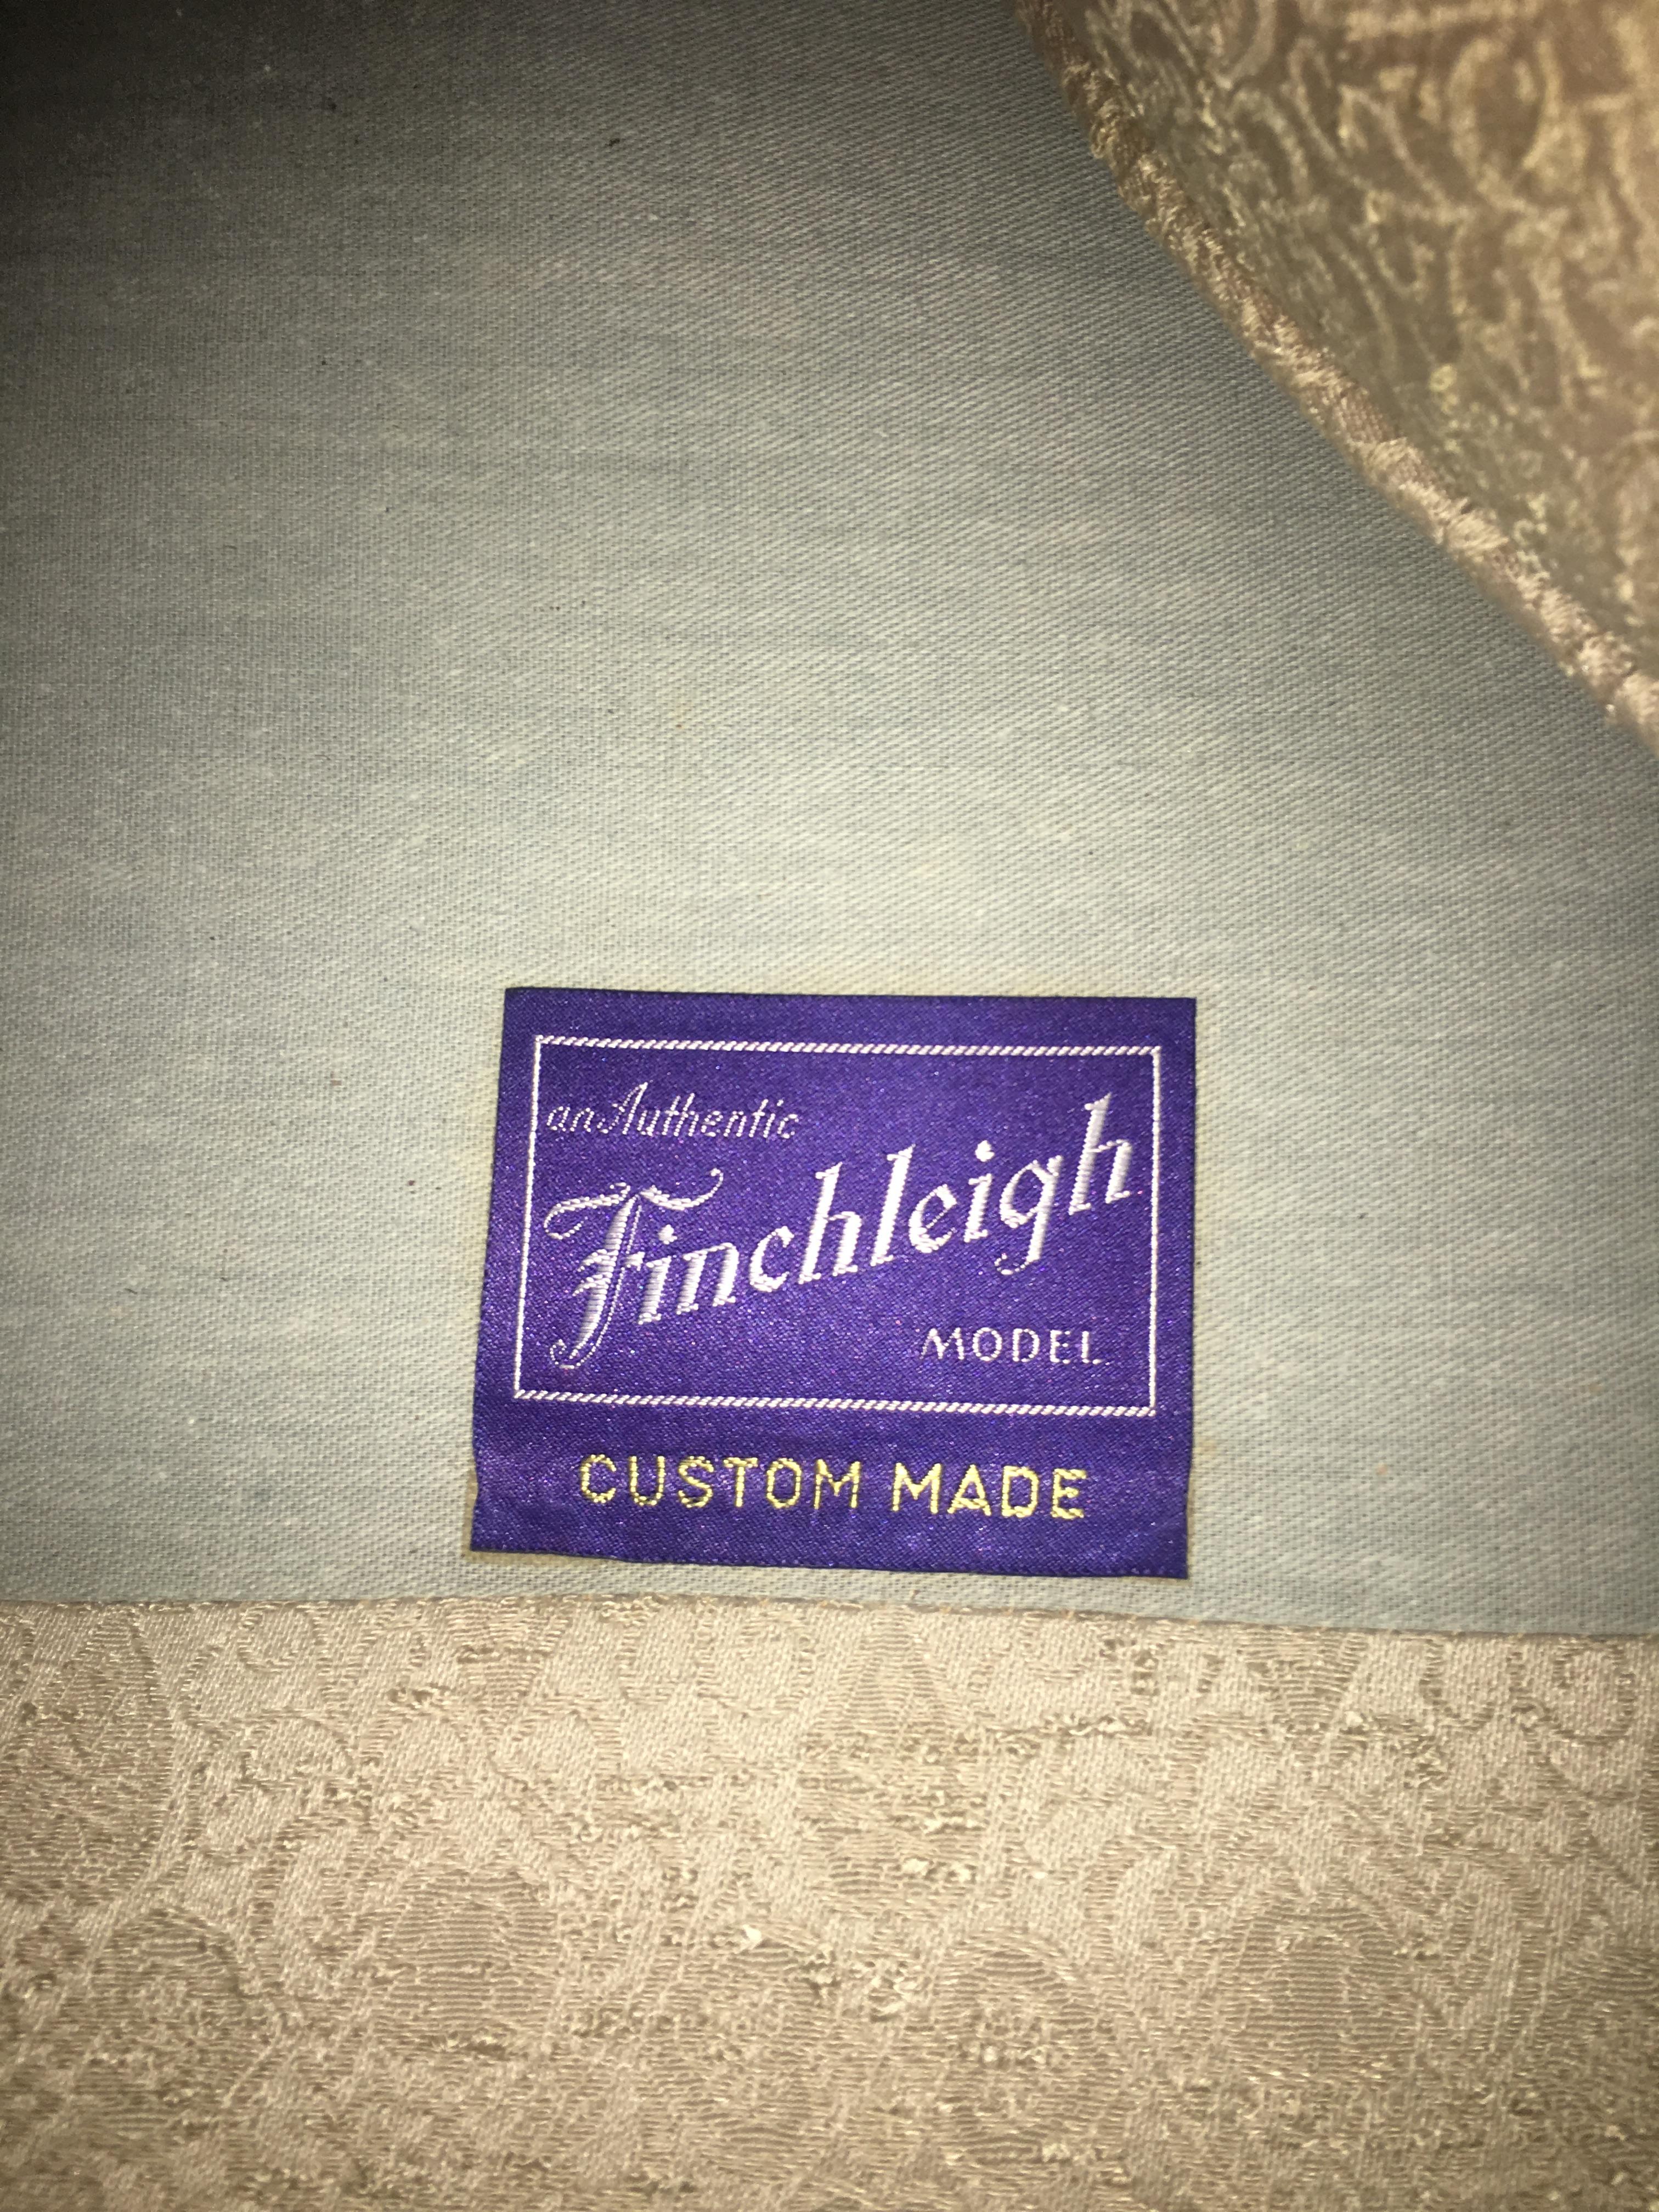 an Authentic
Finchleigh
MODEL
CUSTOM MADE